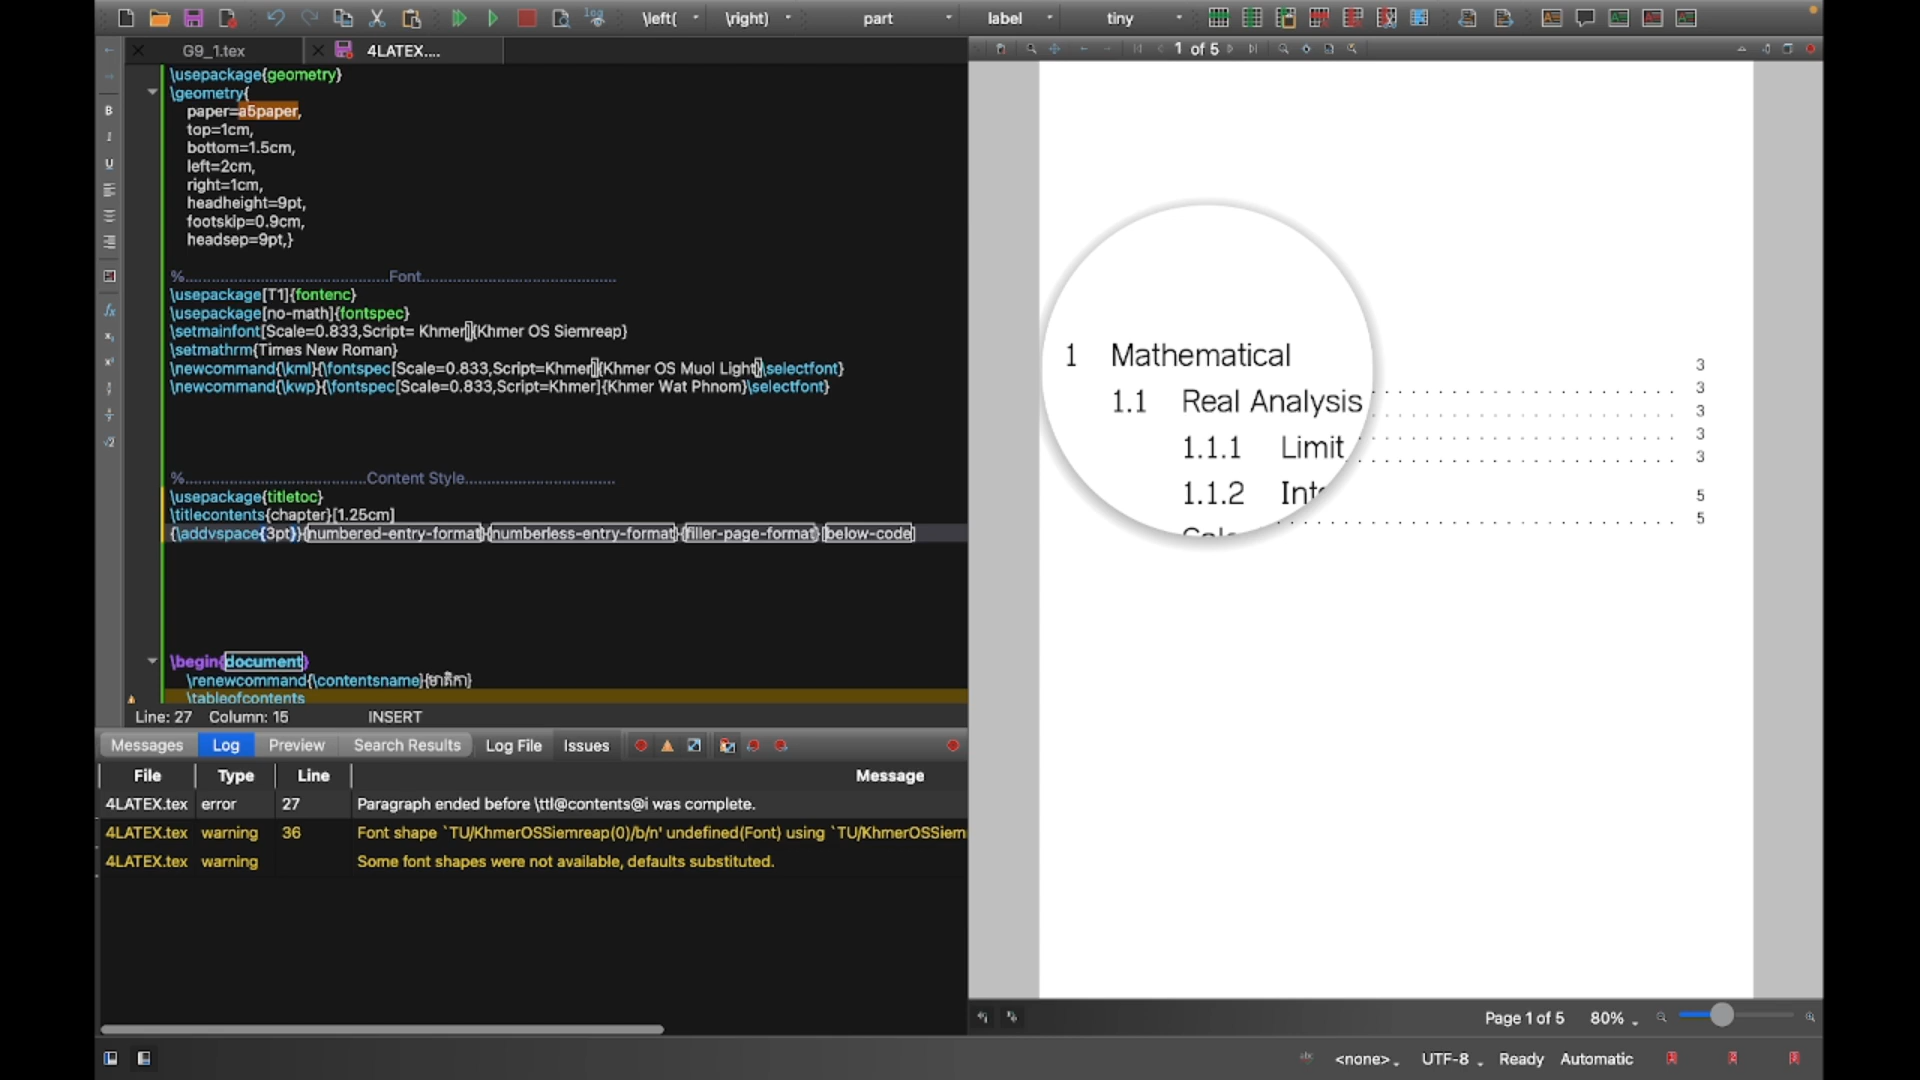 \left(
\right)
part
label
tiny
G9_1.tex
4LATEX....
1 of 5
\usepackage{geometry}
\geometry{
paper=a5paper,
top=1cm,
bottom=1.5cm,
left=2cm,
right=1cm,
headheight=9pt,
footskip=0.9cm,
headsep=9pt,}
%................................................Font..............................................
\usepackage[T1]{fontenc}
\usepackage[no-math]{fontspec}
\setmainfont[Scale=0.833,Script= Khmer]{Khmer OS Siemreap}
\setmathrm{Times New Roman}
\newcommand{\kml}{\fontspec[Scale=0.833,Script=Khmer]{Khmer OS Muol Light}\selectfont}
\newcommand{\kwp}{\fontspec[Scale=0.833,Script=Khmer]{Khmer Wat Phnom}\selectfont}
%...........................................Content Style...................................
\usepackage{titletoc}
\titlecontents{chapter}[1.25cm]
{\addvspace{3pt}}{numbered-entry-format}{numberless-entry-format}{filler-page-format}[below-code]
\begin{document}
\renewcommand{\contentsname}{មាតិកា}
\tableofcontents
Line: 27 Column: 15 INSERT
Messages Log Preview Search Results Log File Issues
File Type Line Message
4LATEX.tex error 27 Paragraph ended before \ttl@contents@i was complete.
4LATEX.tex warning 36 Font shape `TU/KhmerOSSiemreap(0)/b/n' undefined(Font) using `TU/KhmerOSSiem
4LATEX.tex warning Some font shapes were not available, defaults substituted.
1 Mathematical 3
1.1 Real Analysis 3
3
1.1.1 Limit 3
3
1.1.2 Int 5
5
Page 1 of 5 80%
<none> UTF-8 Ready Automatic